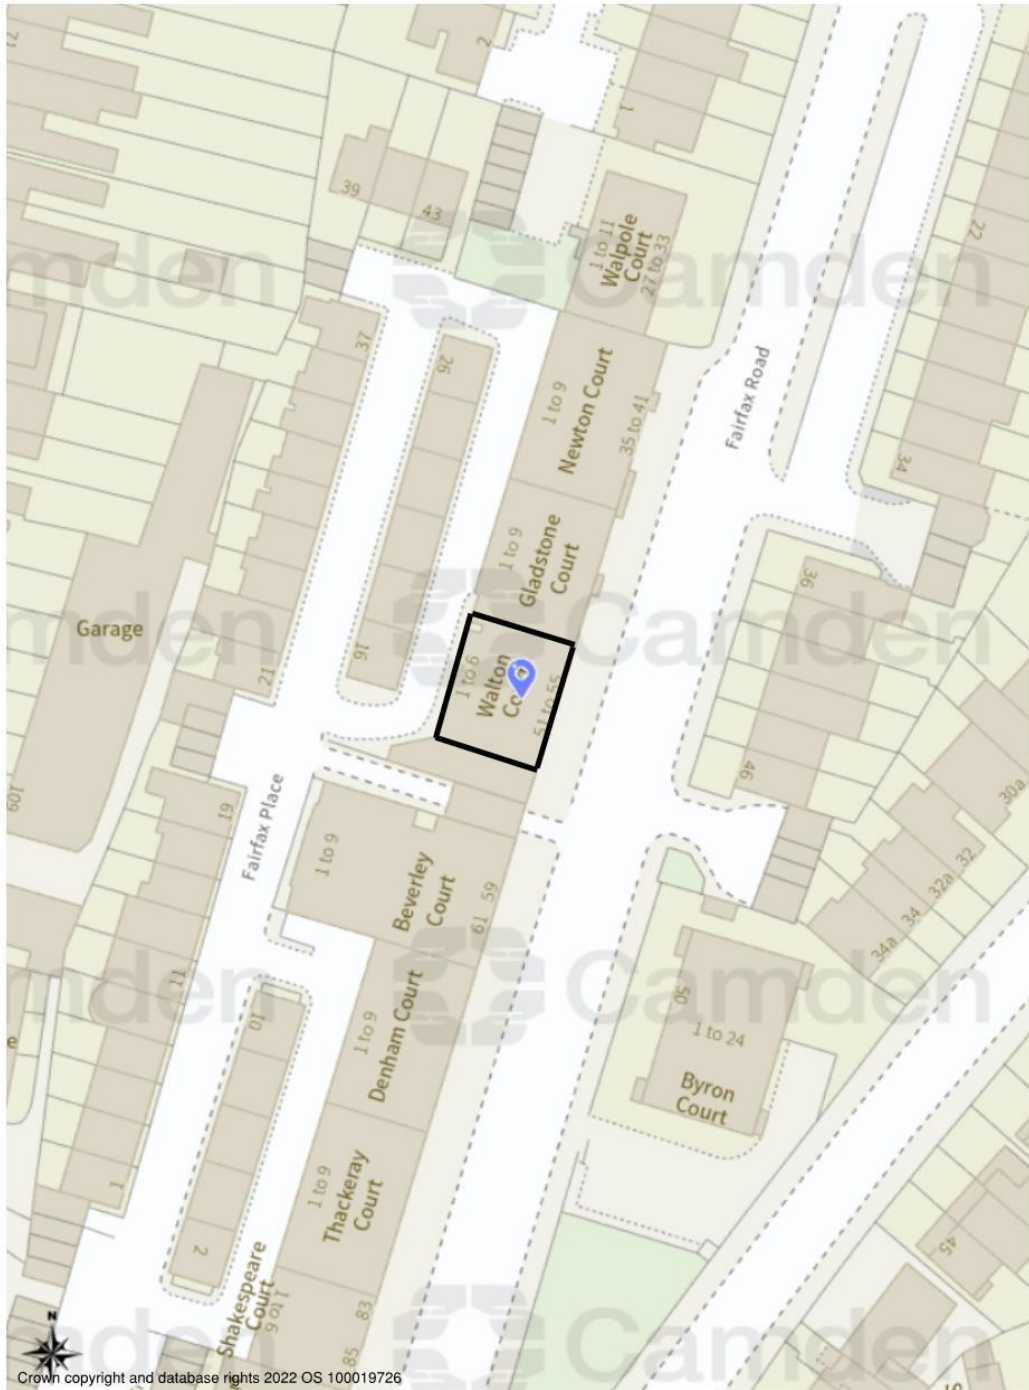 71
2
1
39
43
22
1 to 11
Walpole
Court
27 to 33
37
26
Newton Court
1 to 9
35 to 41
Fairfax Road
34
1 to 9
Gladstone
Court
36
Garage
16
21
1 to 6
Walton
51 to 55
46
30a
109
19
Fairfax Place
1 to 9
Beverley
Court
59
61
32
32a
34
34a
11
10
1 to 9
Denham Court
50
1 to 24
Byron
Court
1
1 to 9
Thackeray
Court
2
45
Shakespeare
Court
1 to 9
83
85
N
Camden
Camden
Camden
Camden
Crown copyright and database rights 2022 OS 100019726